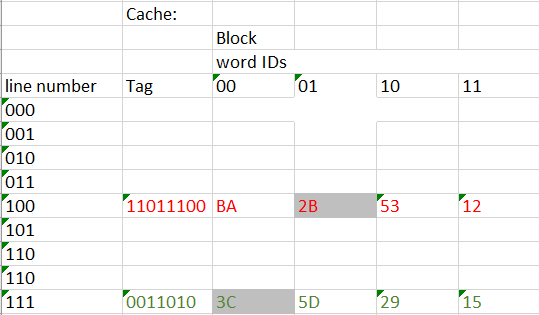 Cache:
Block
word IDs
line number Tag 00 01 10 11
000
001
010
011
100 11011100 BA 2B 53 12
101
110
110
111 0011010 3C 5D 29 15